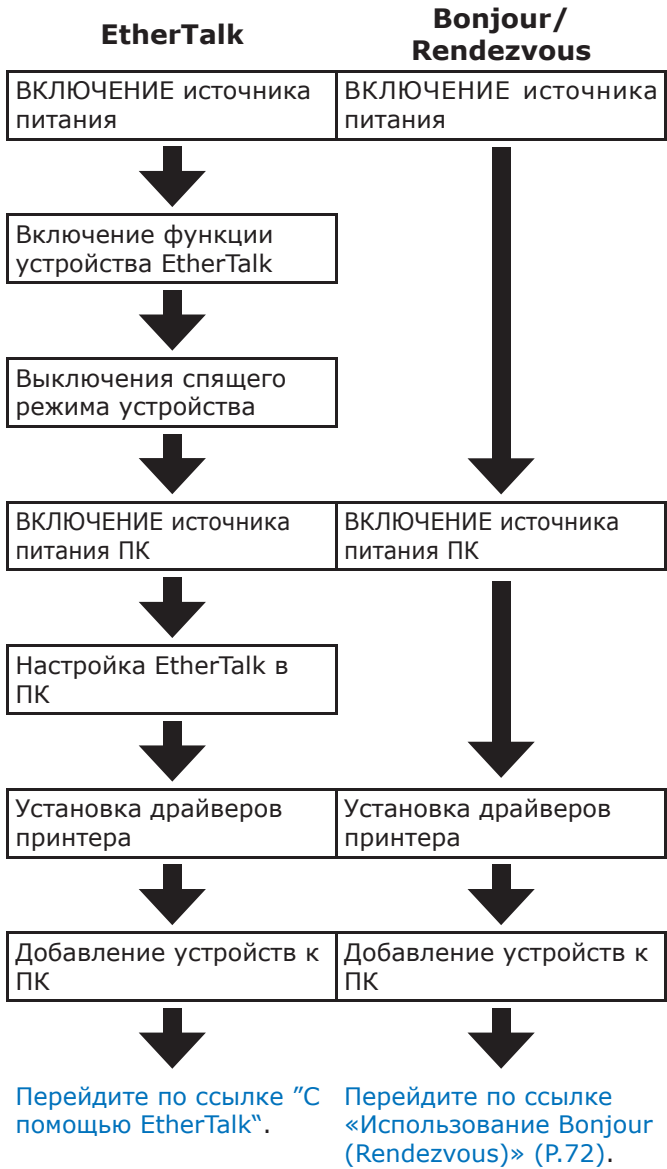 EtherTalk
Bonjour/
Rendezvous
ВКЛЮЧЕНИЕ источника
питания
ВКЛЮЧЕНИЕ источника
питания
Включение функции
устройства EtherTalk
Выключения спящего
режима устройства
ВКЛЮЧЕНИЕ источника
питания ПК
ВКЛЮЧЕНИЕ источника
питания ПК
Настройка EtherTalk в
ПК
Установка драйверов
принтера
Установка драйверов
принтера
Добавление устройств к
ПК
Добавление устройств к
ПК
Перейдите по ссылке ”С
помощью EtherTalk“.
Перейдите по ссылке
«Использование Bonjour
(Rendezvous)» (P.72).